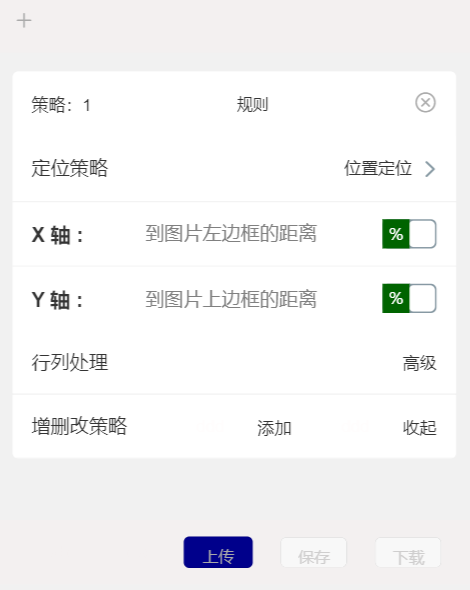 策略：1 规则
定位策略 位置定位
X 轴： 到图片左边框的距离 %
Y 轴： 到图片上边框的距离 %
行列处理 高级
增删改策略 添加 收起
上传 保存 下载